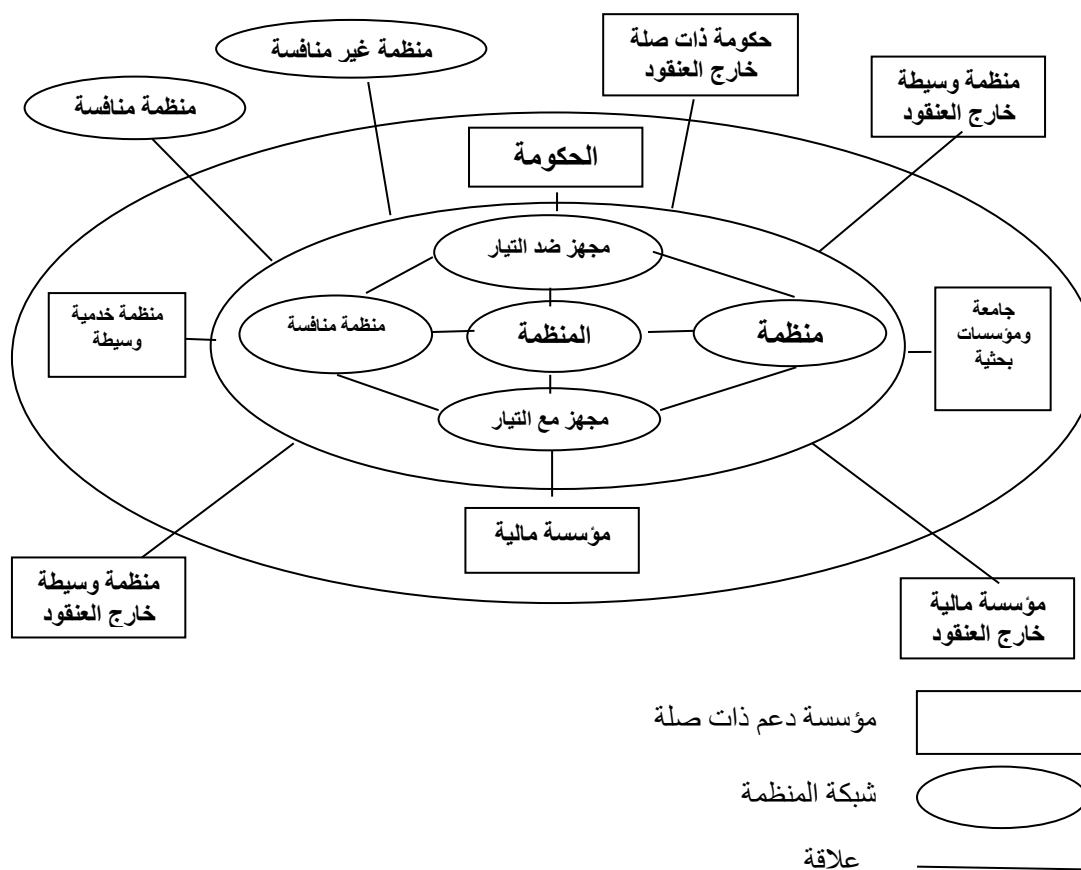 منظمة غير منافسة
حكومة ذات صلة
خارج العنقود
منظمة وسيطة
خارج العنقود
منظمة منافسة
الحكومة
مجهز ضد التيار
جامعة
ومؤسسات
بحثية
منظمة
المنظمة
منظمة منافسة
منظمة خدمية
وسيطة
مجهز مع التيار
مؤسسة مالية
منظمة وسيطة
خارج العنقود
مؤسسة مالية
خارج العنقود
مؤسسة دعم ذات صلة
شبكة المنظمة
علاقة